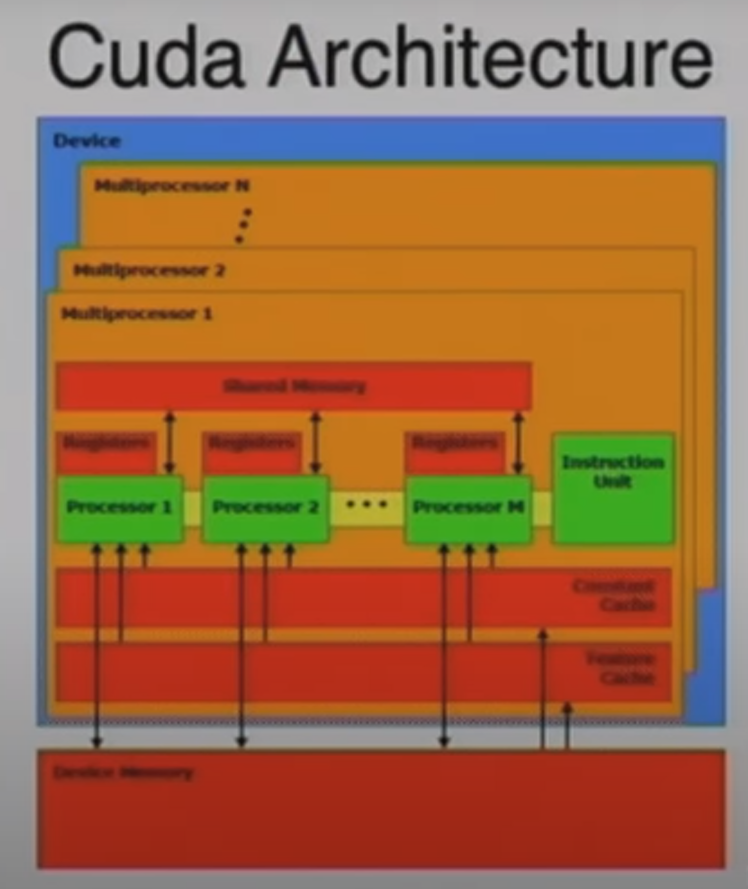 Cuda Architecture
Device
Multiprocessor N
Multiprocessor 2
Multiprocessor 1
Shared Memory
Registers
Registers
Registers
Processor 1
Processor 2
• • •
Processor M
Instruction
Unit
Constant
Cache
Texture
Cache
Device Memory